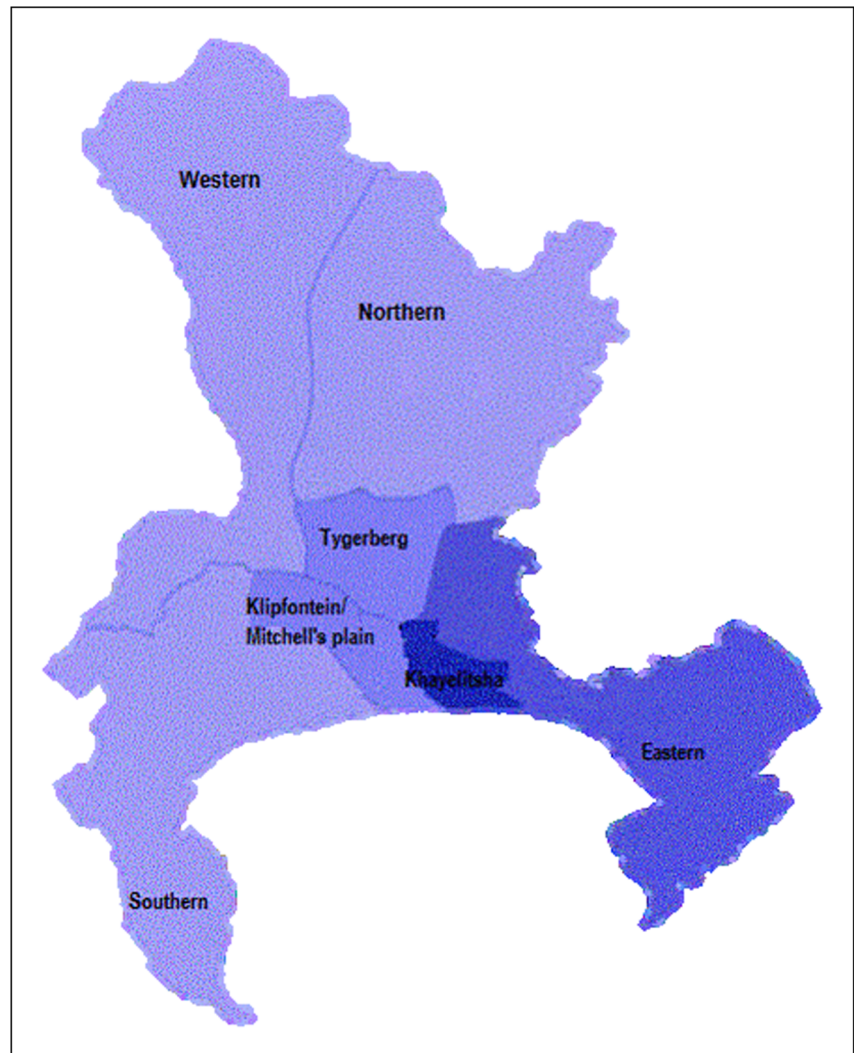 Western
Northern
Tygerberg
Klipfontein/
Mitchell's plain
Khayelitsha
Eastern
Southern